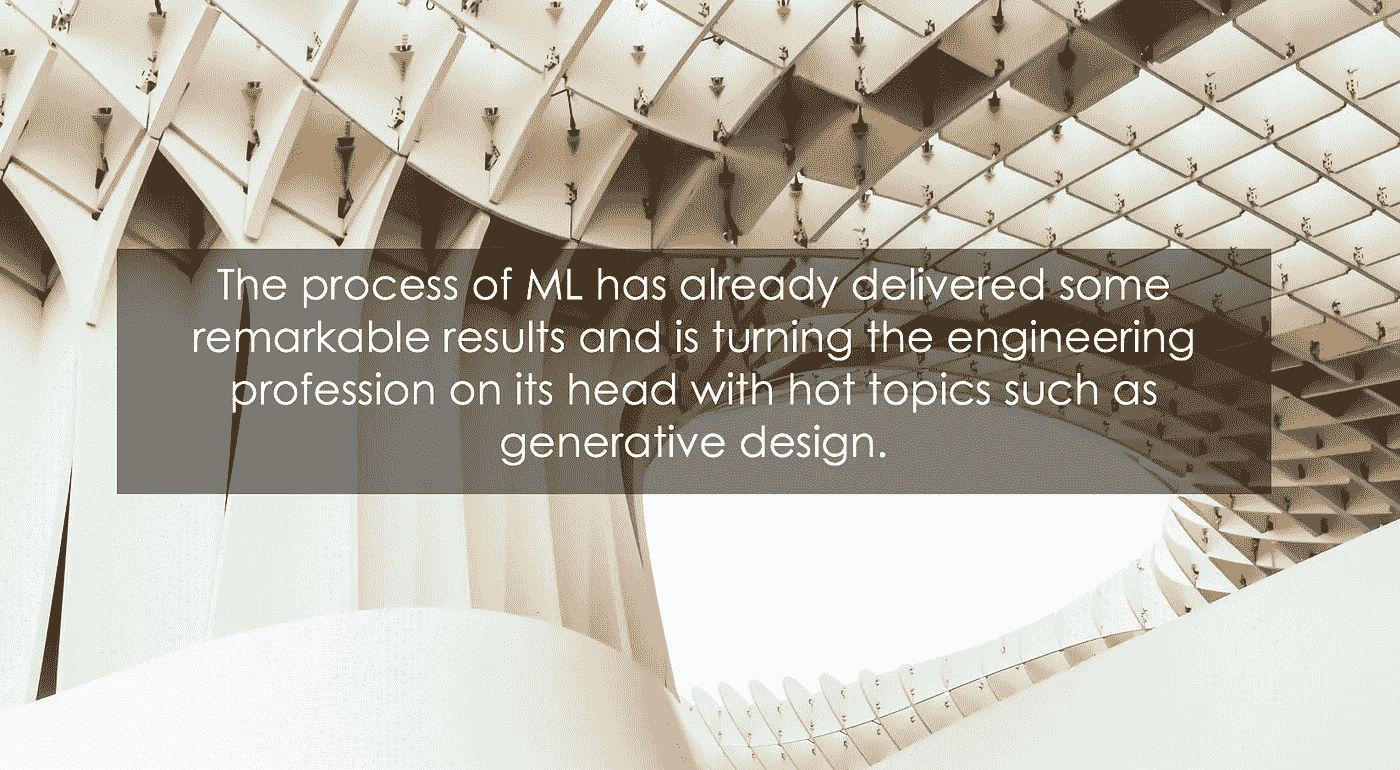 The process of ML has already delivered some
remarkable results and is turning the engineering
profession on its head with hot topics such as
generative design.